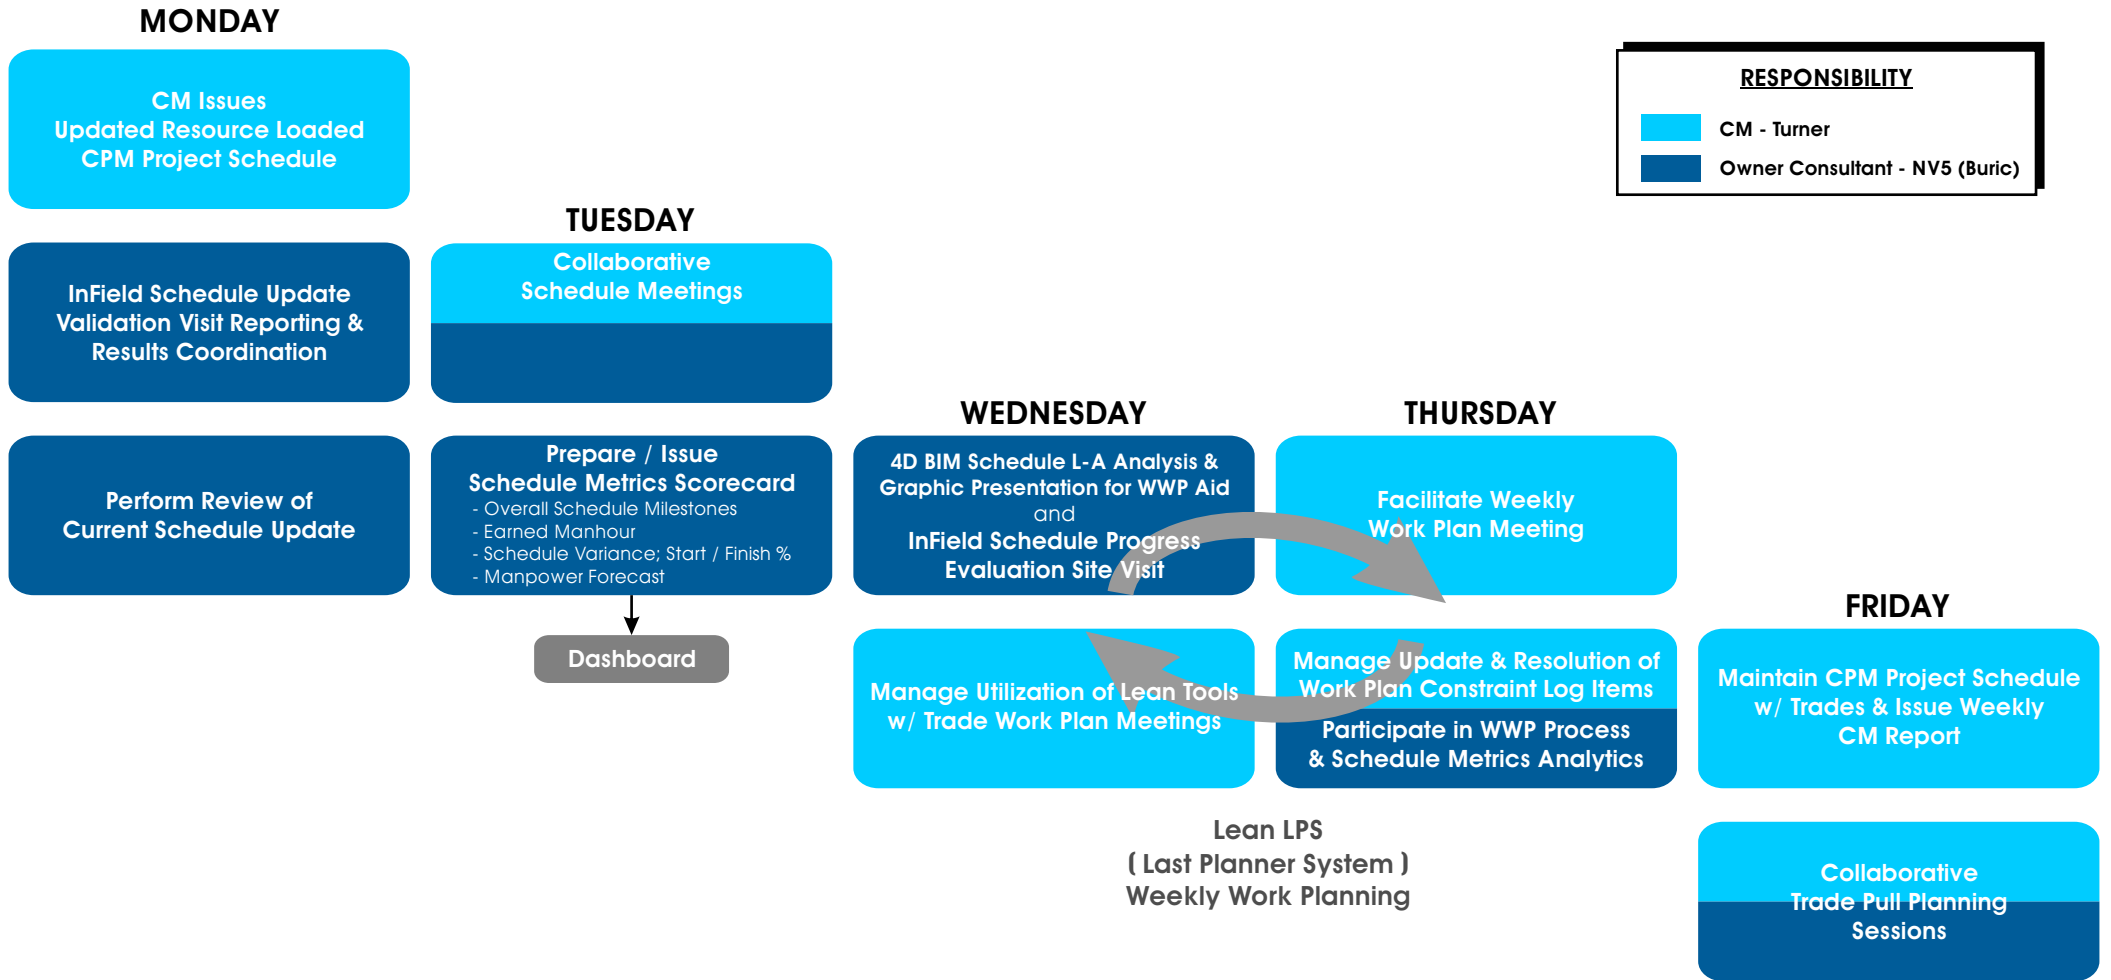 MONDAY
CM Issues
Updated Resource Loaded
CPM Project Schedule
InField Schedule Update
Validation Visit Reporting &
Results Coordination
Perform Review of
Current Schedule Update
TUESDAY
Collaborative
Schedule Meetings
Prepare / Issue
Schedule Metrics Scorecard
- Overall Schedule Milestones
- Earned Manhour
- Schedule Variance; Start / Finish %
- Manpower Forecast
Dashboard
WEDNESDAY
4D BIM Schedule L-A Analysis &
Graphic Presentation for WWP Aid
and
InField Schedule Progress
Evaluation Site Visit
Manage Utilization of Lean Tools
w/ Trade Work Plan Meetings
THURSDAY
Facilitate Weekly
Work Plan Meeting
Manage Update & Resolution of
Work Plan Constraint Log Items
Participate in WWP Process
& Schedule Metrics Analytics
Lean LPS
( Last Planner System )
Weekly Work Planning
FRIDAY
Maintain CPM Project Schedule
w/ Trades & Issue Weekly
CM Report
Collaborative
Trade Pull Planning
Sessions
RESPONSIBILITY
CM - Turner
Owner Consultant - NV5 (Buric)